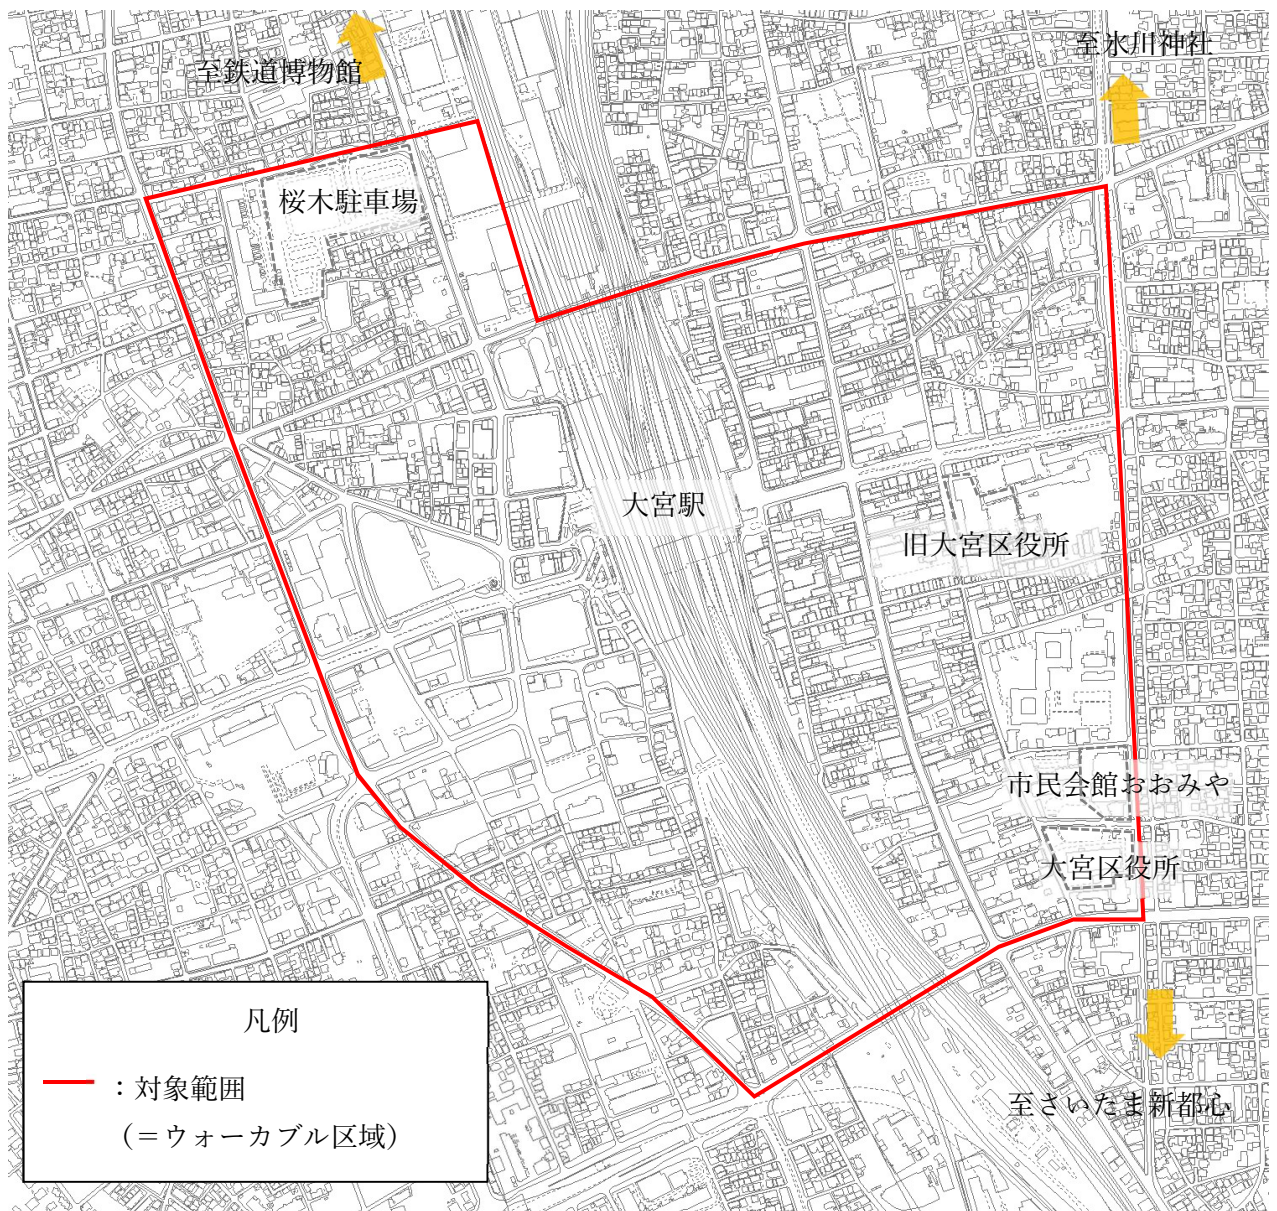 至氷川神社
至鉄道博物館
桜木駐車場
大宮駅
旧大宮区役所
市民会館おおみや
大宮区役所
凡例
：対象範囲
（＝ウォーカブル区域）
至さいたま新都心